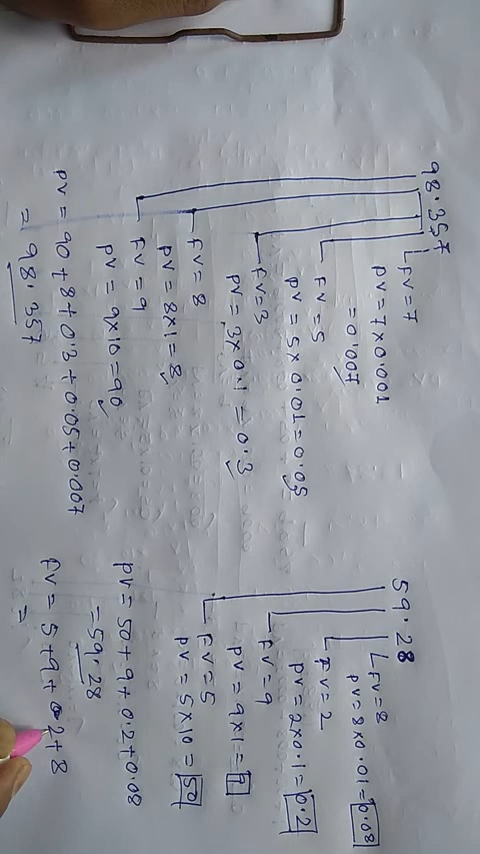 98.357
FV = 7
PV = 7×0.001
= 0.007
FV = 5
PV = 5×0.01 = 0.05
FV = 3
PV = 3×0.1 = 0.3
FV = 8
PV = 8×1 = 8
FV = 9
PV = 9×10 = 90
PV = 90+8+0.3+0.05+0.007
= 98.357
59.28
FV = 8
PV = 8×0.01 = 0.08
FV = 2
PV = 2×0.1 = 0.2
FV = 9
PV = 9×1 =
FV = 5
PV = 5×10 = 50
PV = 50+9+0.2+0.08
= 59.28
FV = 5+9+2+8
=